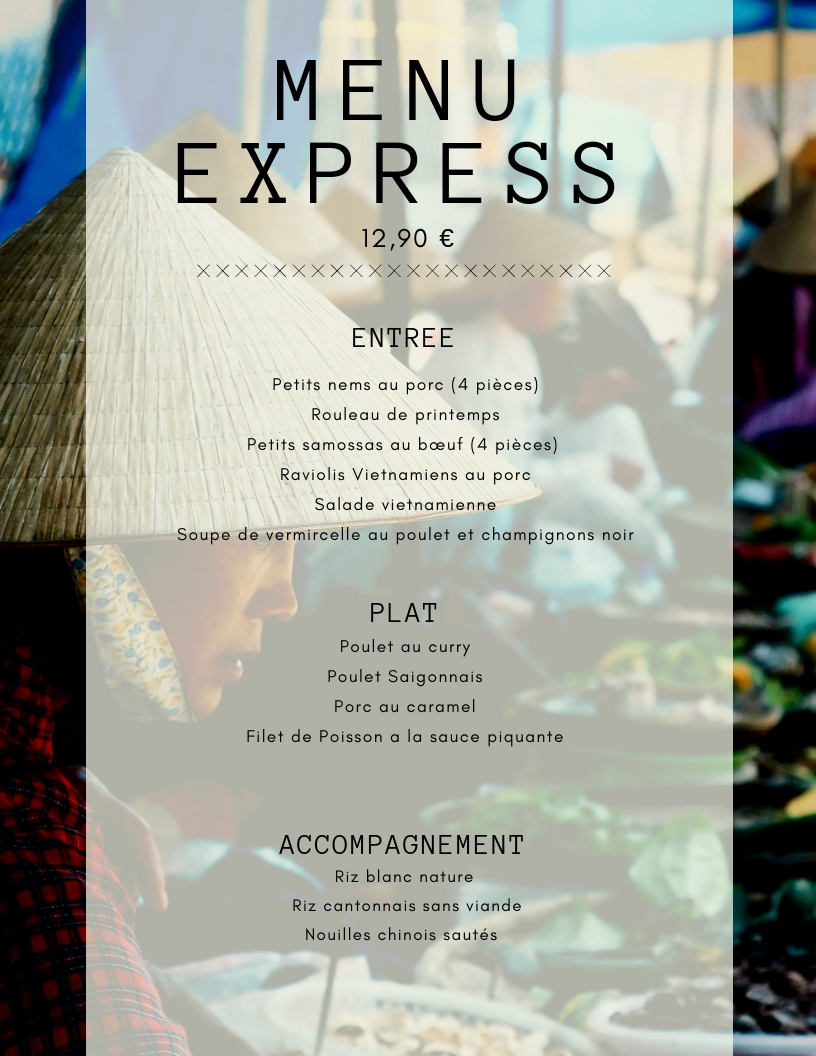 MENU
EXPRESS
12,90 €
ENTREE
Petits nems au porc (4 pièces)
Rouleau de printemps
Petits samossas au bœuf (4 pièces)
Raviolis Vietnamiens au porc
Salade vietnamienne
Soupe de vermircelle au poulet et champignons noir
PLAT
Poulet au curry
Poulet Saigonnais
Porc au caramel
Filet de Poisson a la sauce piquante
ACCOMPAGNEMENT
Riz blanc nature
Riz cantonnais sans viande
Nouilles chinois sautés